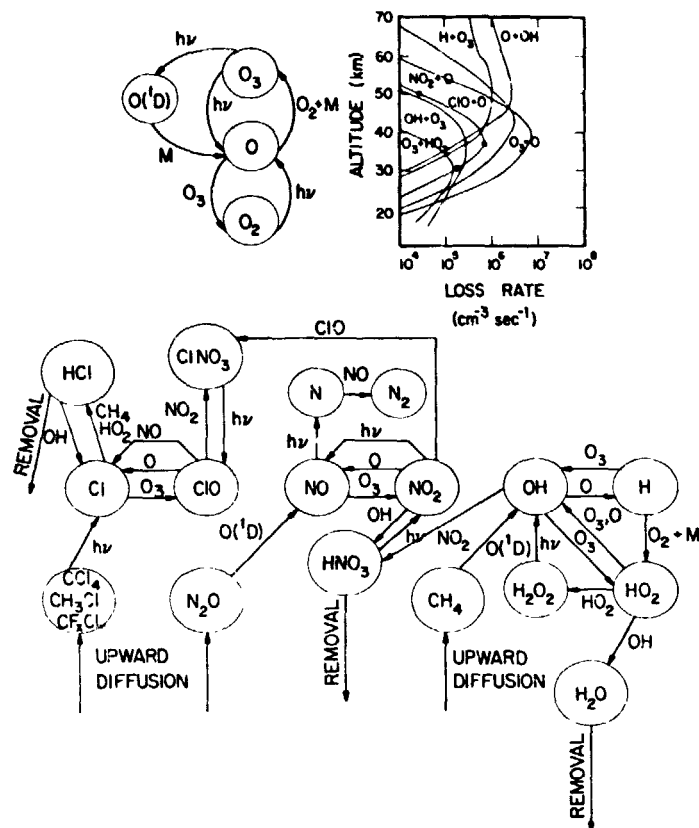 hν
O₃
O(¹D)
hν
O₂+M
M
O
O₃
hν
O₂
ALTITUDE (km)
70
60
50
40
30
20
H+O₃
O+OH
NO₂+O
ClO+O
OH+O₃
O₃+HO₂
O₃+O
10⁴ 10⁵ 10⁶ 10⁷ 10⁸
LOSS RATE
(cm⁻³ sec⁻¹)
ClO
HCl
ClNO₃
N
NO
N₂
REMOVAL
OH
CH₄
HO₂
NO
NO₂
hν
hν
hν
Cl
O
O₃
ClO
NO
O
O₃
NO₂
OH
O₃
O
H
hν
O(¹D)
OH
hν
NO₂
O(¹D)
hν
O₃
O₃,O
O₂+M
CCl₄
CH₃Cl
N₂O
HNO₃
CH₄
H₂O₂
HO₂
HO₂
UPWARD
DIFFUSION
REMOVAL
UPWARD
DIFFUSION
OH
H₂O
REMOVAL